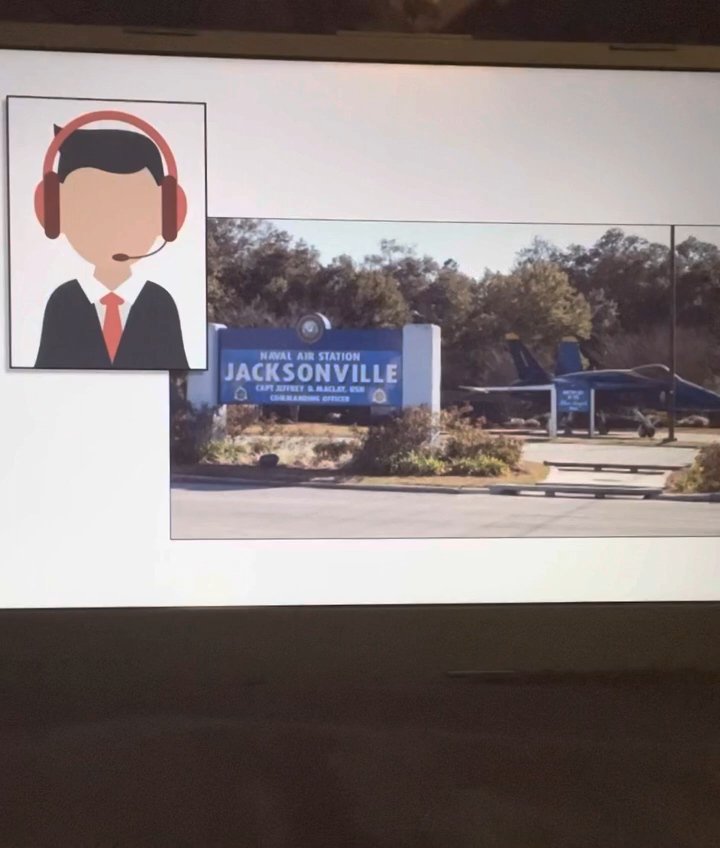 NAVAL AIR STATION
JACKSONVILLE
CAPT JEFFREY B. MACLAY, USN
COMMANDING OFFICER